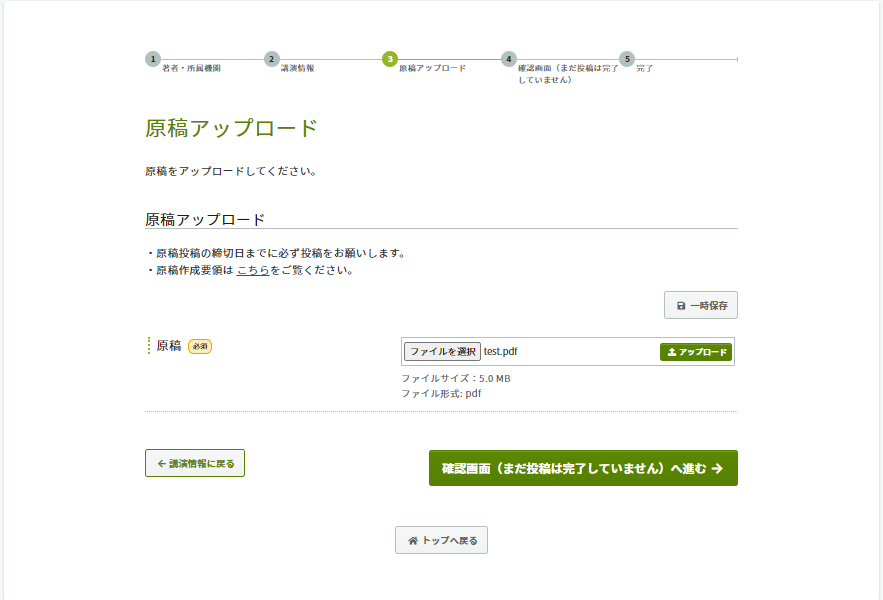 1 著者・所属機関
2 講演情報
3 原稿アップロード
4 確認画面（まだ投稿は完了していません）
5 完了
原稿アップロード
原稿をアップロードしてください。
原稿アップロード
・原稿投稿の締切日までに必ず投稿をお願いします。
・原稿作成要領は こちらをご覧ください。
一時保存
原稿 必須
ファイルを選択 test.pdf アップロード
ファイルサイズ：5.0 MB
ファイル形式: pdf
講演情報に戻る
確認画面（まだ投稿は完了していません）へ進む
トップへ戻る